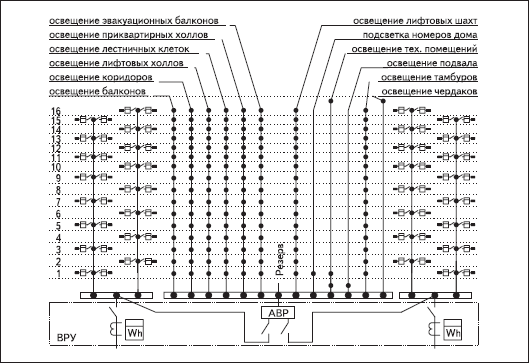 освещение эвакуационных балконов
освещение приквартирных холлов
освещение лестничных клеток
освещение лифтовых холлов
освещение коридоров
освещение балконов
освещение лифтовых шахт
подсветка номеров дома
освещение тех. помещений
освещение подвала
освещение тамбуров
освещение чердаков
16
15
14
13
12
11
10
9
8
7
6
5
4
3
2
1
Резерв
АВР
ВРУ
Wh
Wh